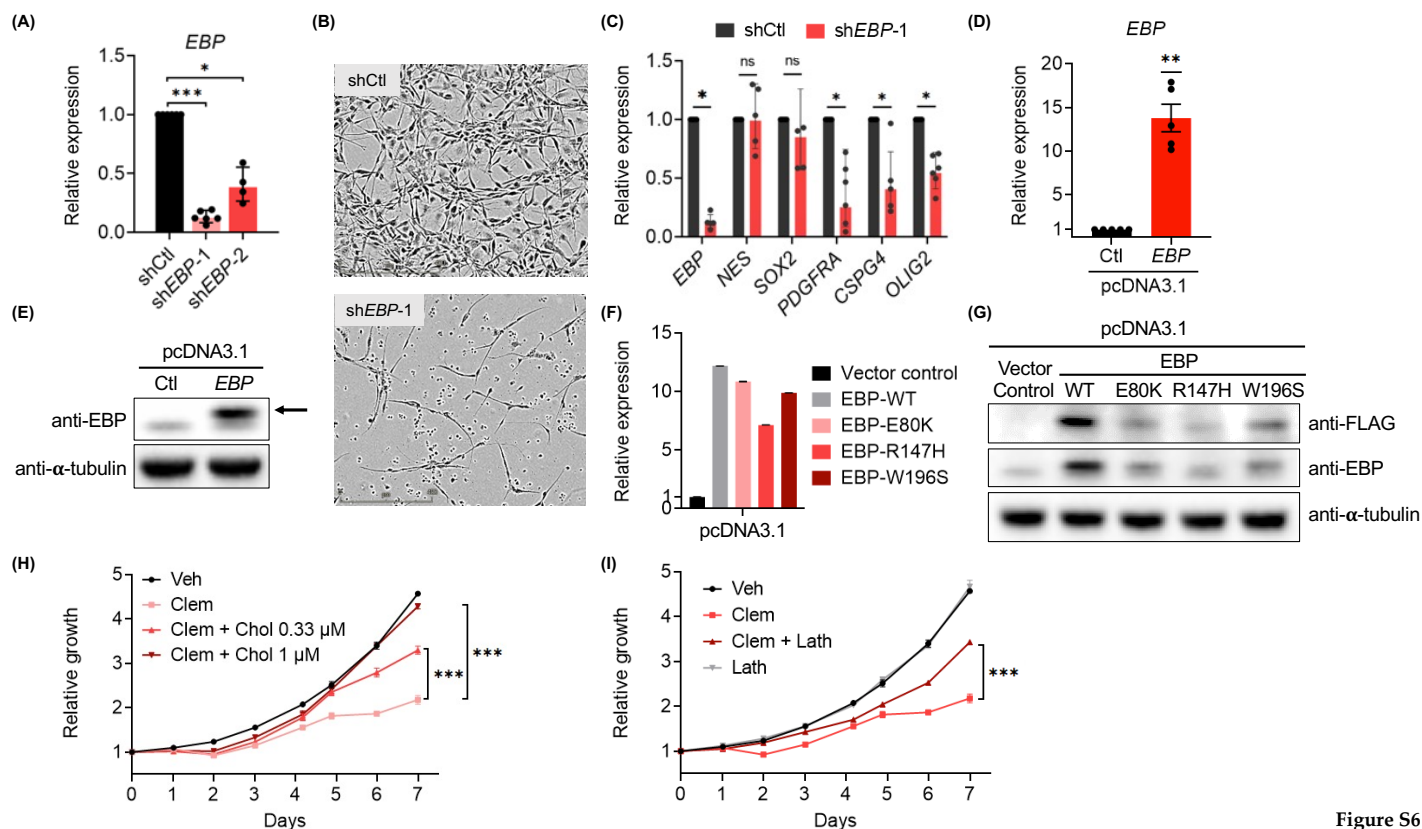 (A)
EBP
Relative expression
1.5
1.0
0.5
0.0
*
***
shCtl
shEBP-1
shEBP-2
(B)
shCtl
shEBP-1
(C)
shCtl
shEBP-1
Relative expression
1.5
1.0
0.5
0.0
*
ns
ns
*
*
*
EBP
NES
SOX2
PDGFRA
CSPG4
OLIG2
(D)
EBP
Relative expression
20
15
10
5
1
**
Ctl
EBP
pcDNA3.1
(E)
pcDNA3.1
Ctl
EBP
anti-EBP
anti-α-tubulin
(F)
Relative expression
15
10
5
1
0
pcDNA3.1
Vector control
EBP-WT
EBP-E80K
EBP-R147H
EBP-W196S
(G)
pcDNA3.1
Vector
Control
EBP
WT E80K R147H W196S
anti-FLAG
anti-EBP
anti-α-tubulin
(H)
Relative growth
5
4
3
2
1
Veh
Clem
Clem + Chol 0.33 µM
Clem + Chol 1 µM
***
***
0 1 2 3 4 5 6 7
Days
(I)
Relative growth
5
4
3
2
1
Veh
Clem
Clem + Lath
Lath
***
0 1 2 3 4 5 6 7
Days
Figure S6